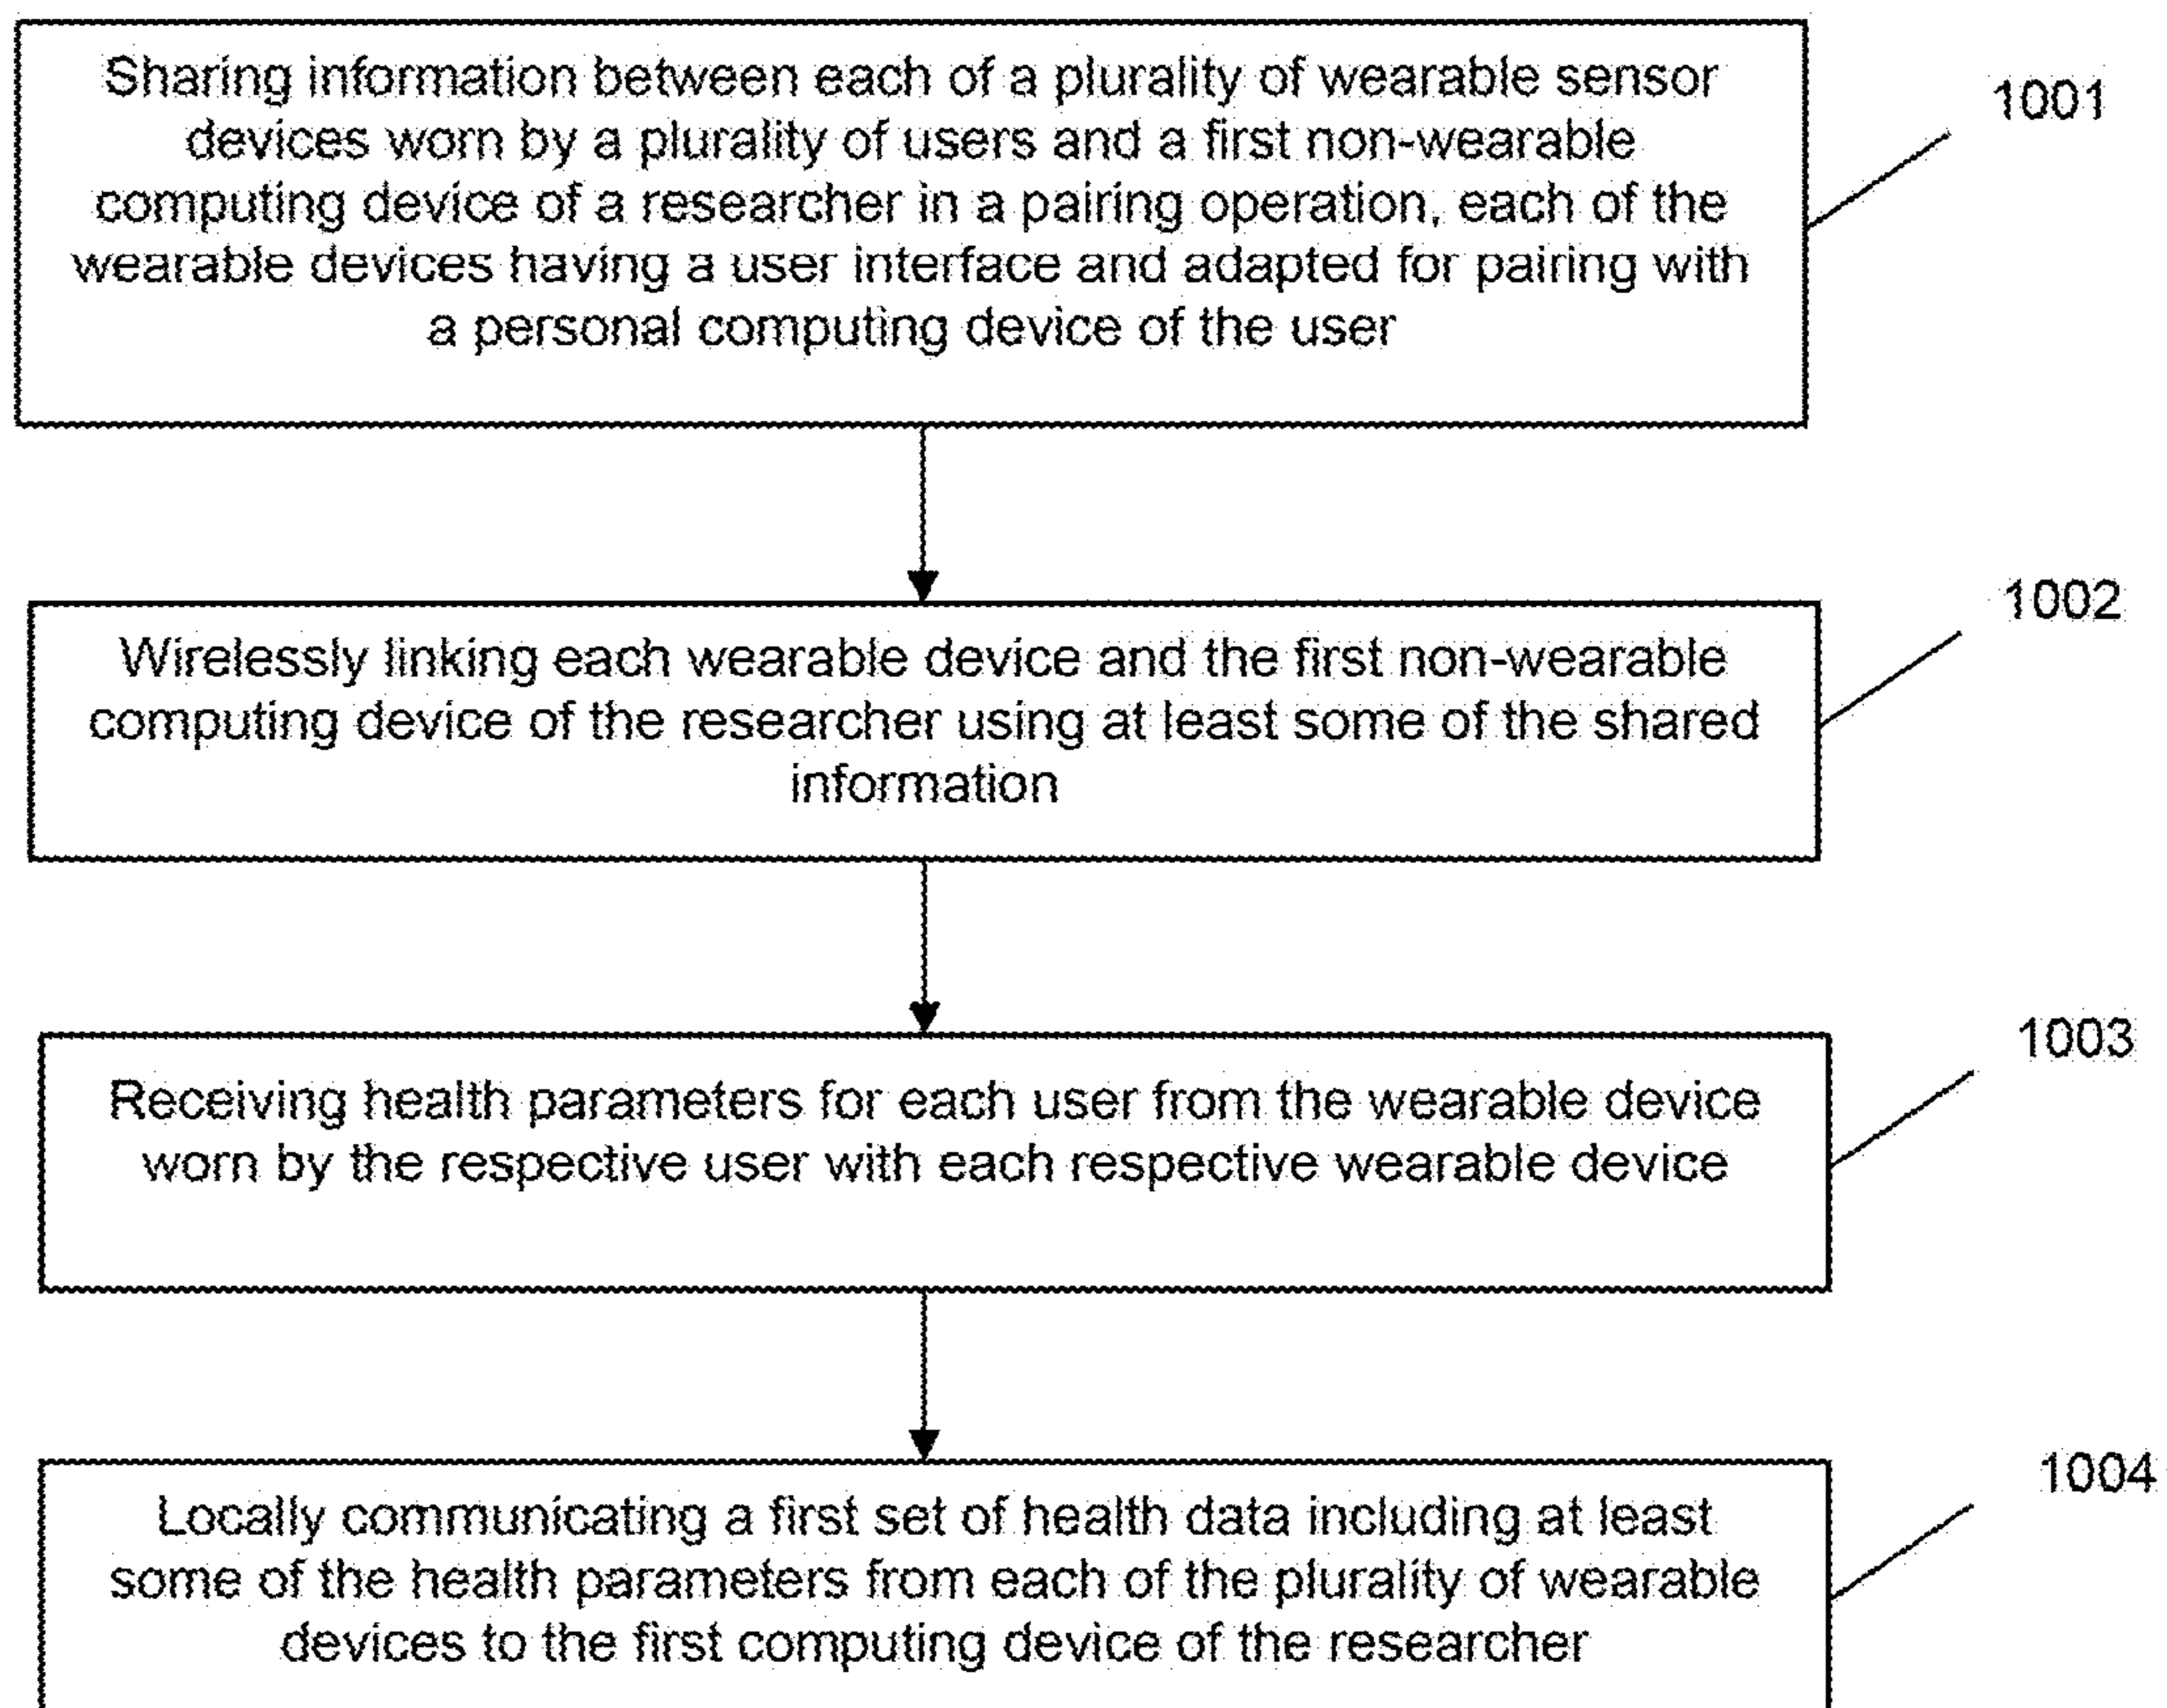 Sharing information between each of a plurality of wearable sensor
devices worn by a plurality of users and a first non-wearable
computing device of a researcher in a pairing operation, each of the
wearable devices having a user interface and adapted for pairing with
a personal computing device of the user
1001
Wirelessly linking each wearable device and the first non-wearable
computing device of the researcher using at least some of the shared
information
1002
Receiving health parameters for each user from the wearable device
worn by the respective user with each respective wearable device
1003
Locally communicating a first set of health data including at least
some of the health parameters from each of the plurality of wearable
devices to the first computing device of the researcher
1004